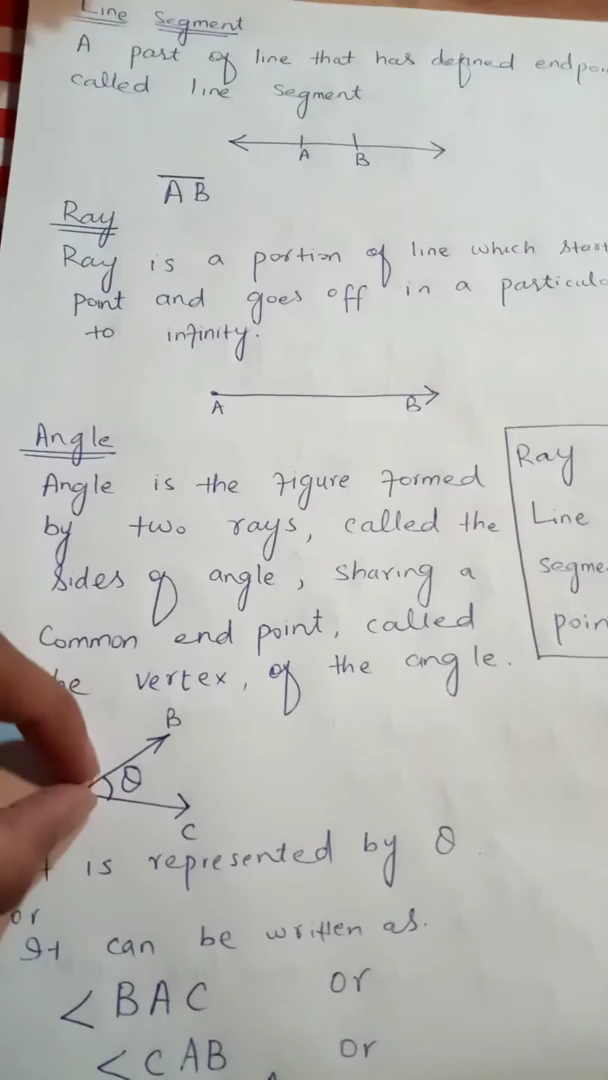 Line Segment
A part of line that has defined endpoi
called line segment
A B
AB
Ray
Ray is a portion of line which start
point and goes off in a particula
to infinity.
A B
Angle
Angle is the figure formed
by two rays, called the
sides of angle, sharing a
common end point, called
he vertex, of the angle.
Ray
Line
Segme
poin
B
θ
C
t is represented by θ.
or
It can be written as.
<BAC or
<CAB or